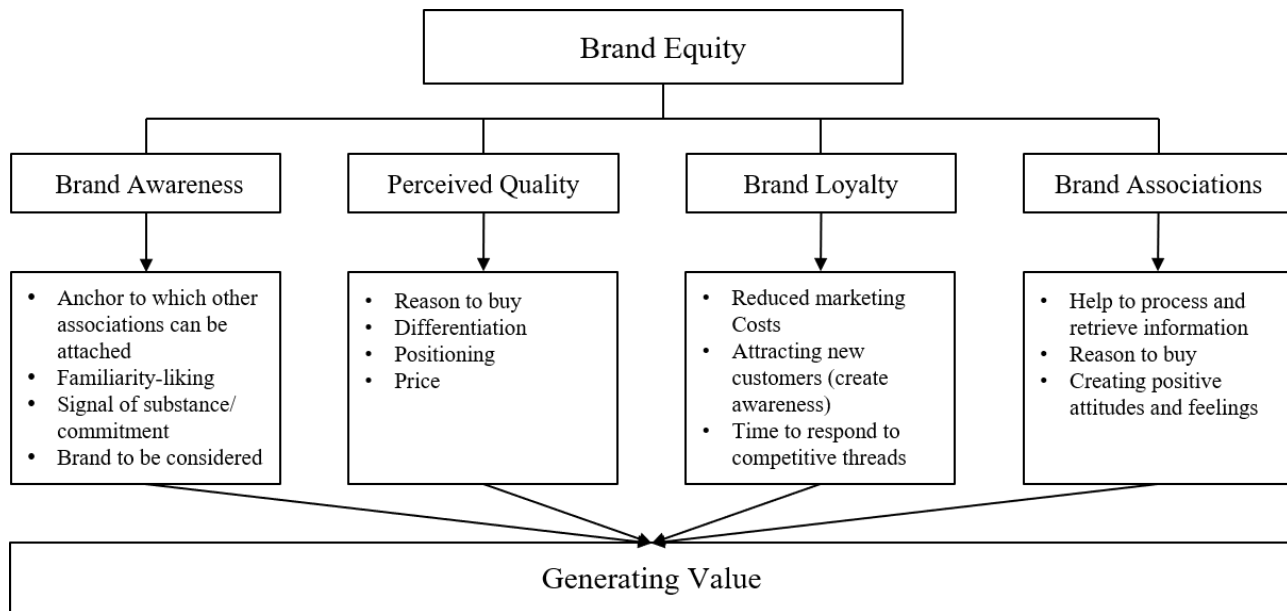 Brand Equity
Brand Awareness
Perceived Quality
Brand Loyalty
Brand Associations
• Anchor to which other
associations can be
attached
• Familiarity-liking
• Signal of substance/
commitment
• Brand to be considered
• Reason to buy
• Differentiation
• Positioning
• Price
• Reduced marketing
Costs
• Attracting new
customers (create
awareness)
• Time to respond to
competitive threads
• Help to process and
retrieve information
• Reason to buy
• Creating positive
attitudes and feelings
Generating Value